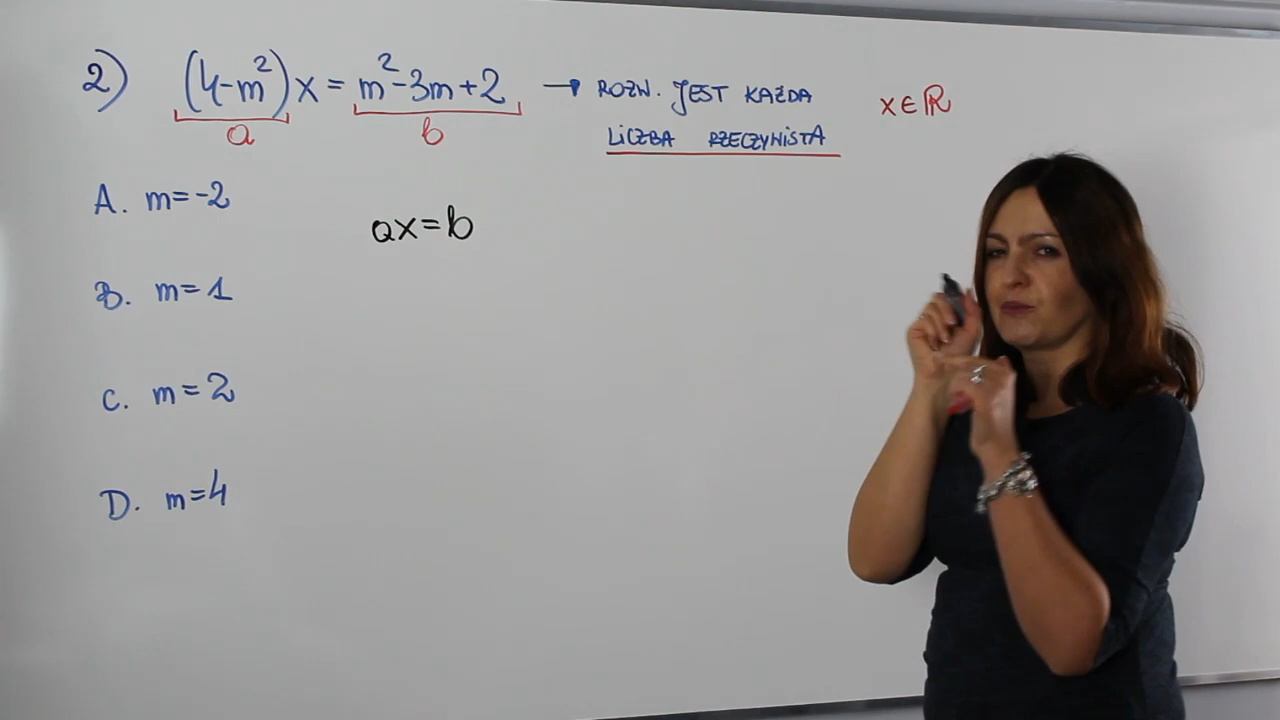 2) (4-m²)x = m²-3m+2 → ROZW. JEST KAŻDA
LICZBA RZECZYWISTA
x∈ℝ
a
b
A. m=-2
ax=b
B. m=1
C. m=2
D. m=4